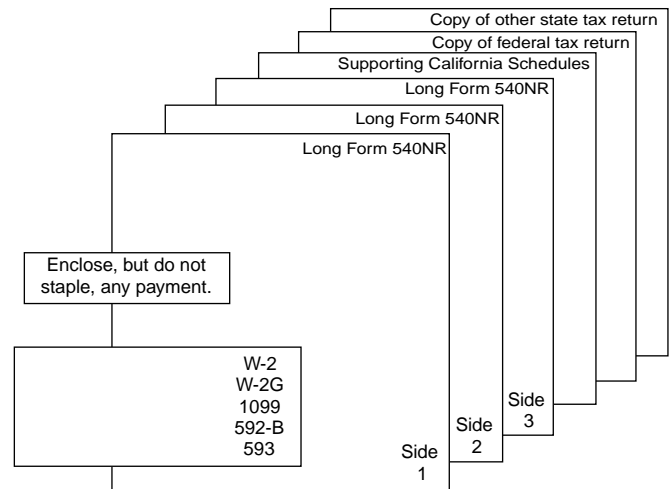 Copy of other state tax return
Copy of federal tax return
Supporting California Schedules
Long Form 540NR
Long Form 540NR
Long Form 540NR
Enclose, but do not
staple, any payment.
W-2
W-2G
1099
592-B
593
Side
1
Side
2
Side
3